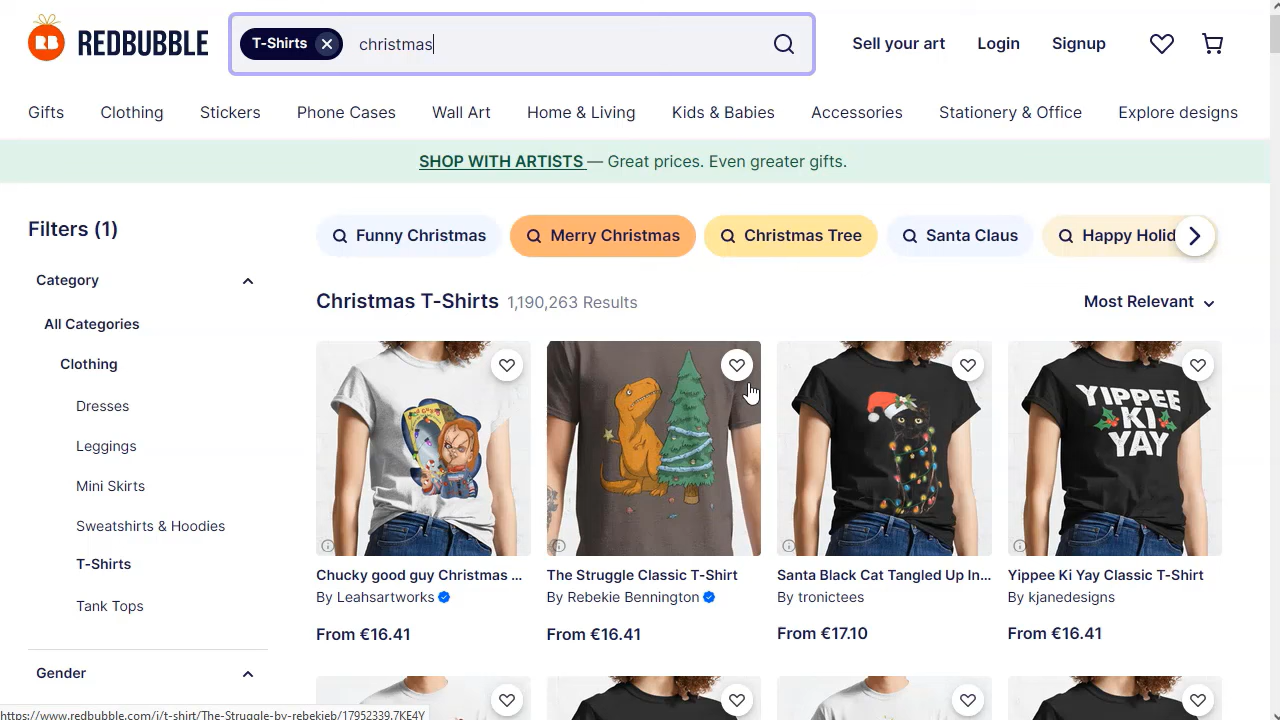 RB REDBUBBLE
T-Shirts christmas
Sell your art
Login
Signup
Gifts
Clothing
Stickers
Phone Cases
Wall Art
Home & Living
Kids & Babies
Accessories
Stationery & Office
Explore designs
SHOP WITH ARTISTS — Great prices. Even greater gifts.
Filters (1)
Category
All Categories
Clothing
Dresses
Leggings
Mini Skirts
Sweatshirts & Hoodies
T-Shirts
Tank Tops
Gender
Funny Christmas
Merry Christmas
Christmas Tree
Santa Claus
Happy Holid
Christmas T-Shirts 1,190,263 Results
Most Relevant
YIPPEE
KI
YAY
Chucky good guy Christmas ...
By Leahsartworks
From €16.41
The Struggle Classic T-Shirt
By Rebekie Bennington
From €16.41
Santa Black Cat Tangled Up In...
By tronictees
From €17.10
Yippee Ki Yay Classic T-Shirt
By kjanedesigns
From €16.41
https://www.redbubble.com/i/t-shirt/The-Struggle-by-rebekieb/17952339.7KE4Y